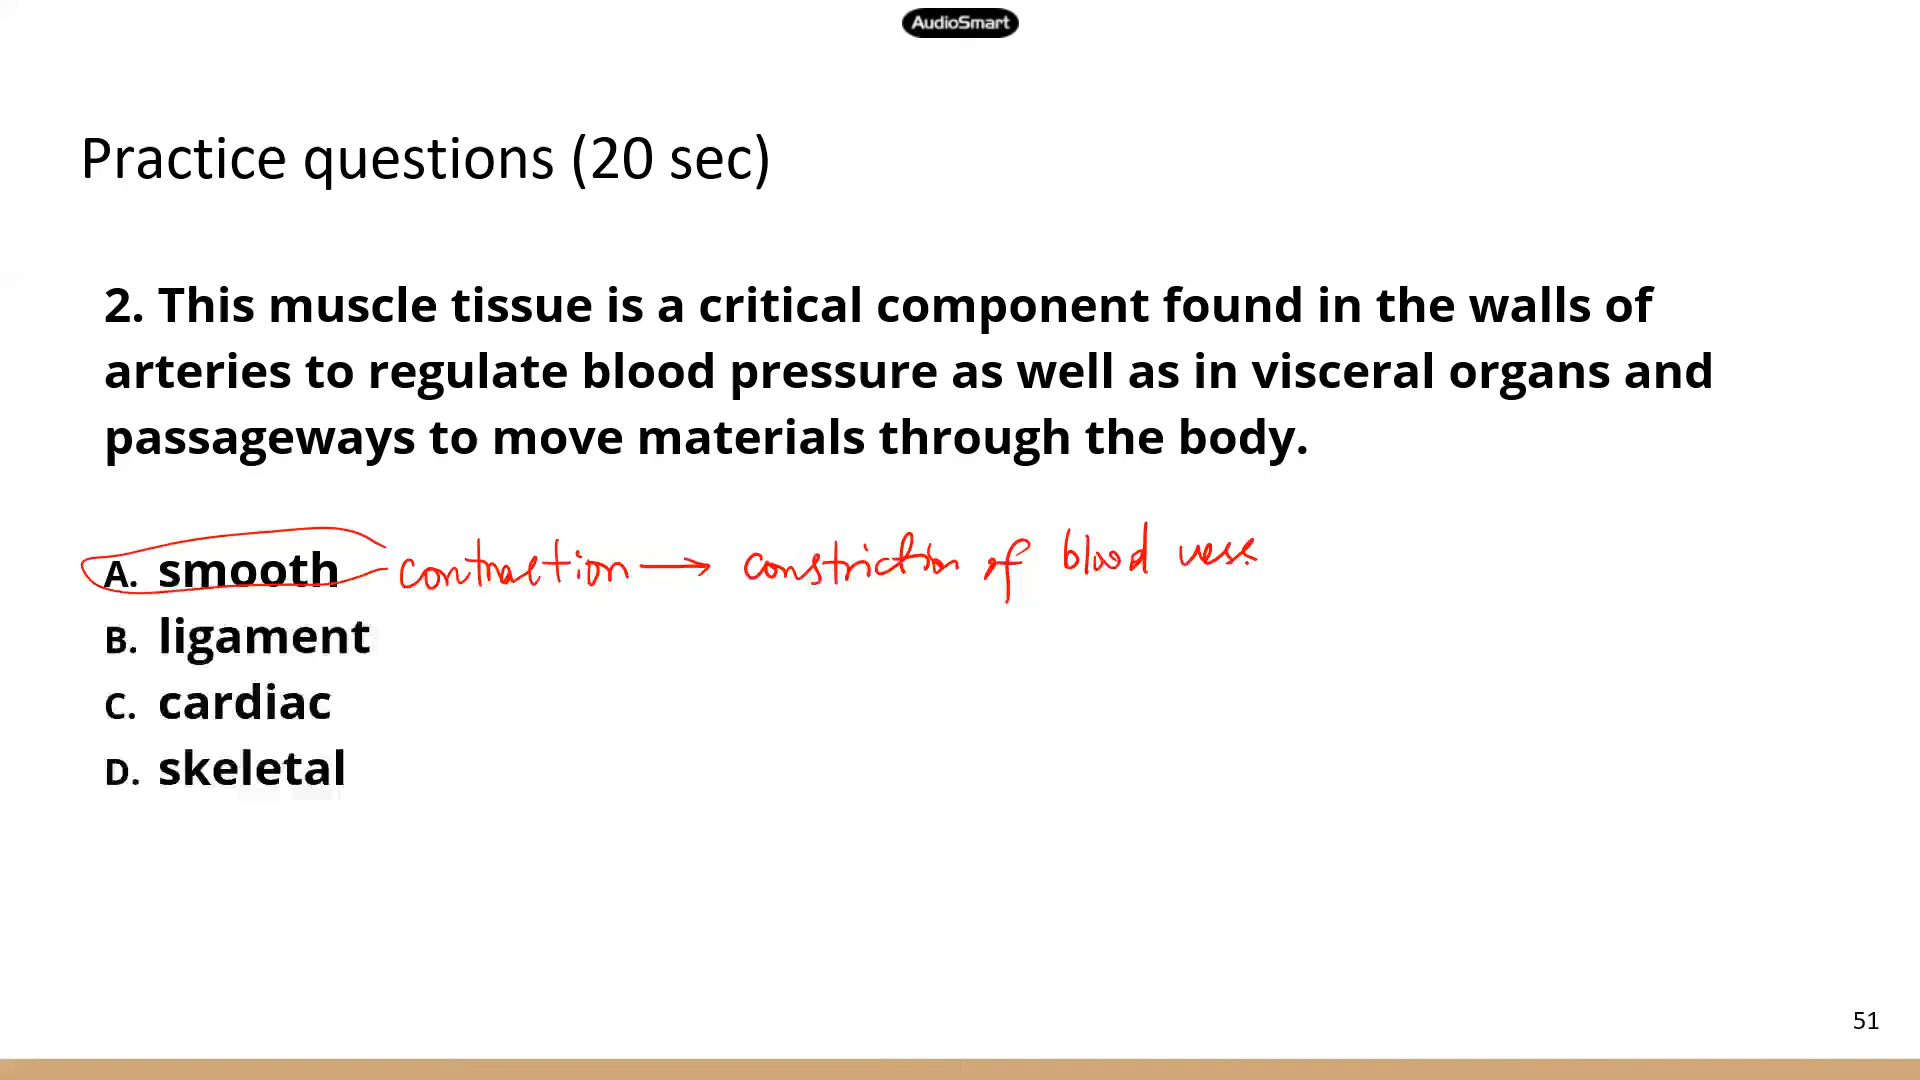 AudioSmart
Practice questions (20 sec)
2. This muscle tissue is a critical component found in the walls of
arteries to regulate blood pressure as well as in visceral organs and
passageways to move materials through the body.
A. smooth contraction → constriction of blood vess
B. ligament
C. cardiac
D. skeletal
51